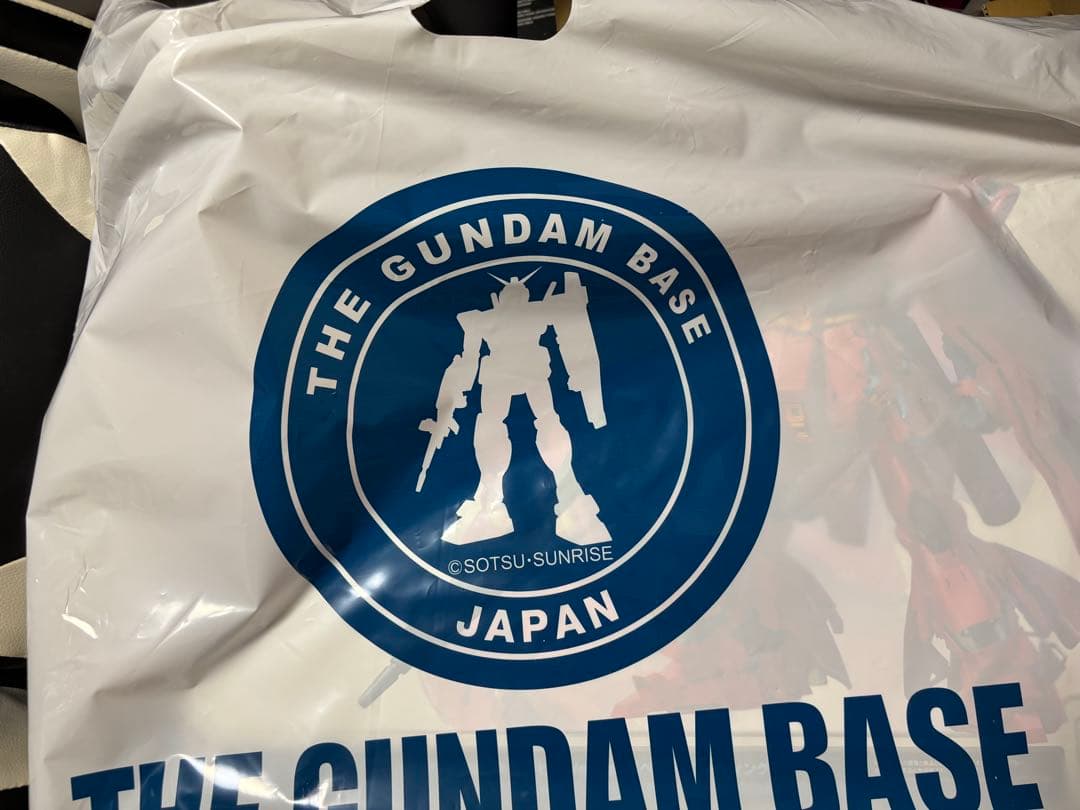 THE GUNDAM BASE
©SOTSU·SUNRISE
JAPAN
THE GUNDAM BASE